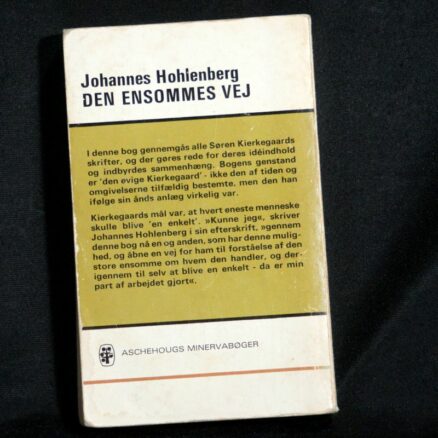 Johannes Hohlenberg
DEN ENSOMMES VEJ
I denne bog gennemgås alle Søren Kierkegaards
skrifter, og der gøres rede for deres idéindhold
og indbyrdes sammenhæng. Bogens genstand
er 'den evige Kierkegaard' - ikke den af tiden og
omgivelserne tilfældig bestemte, men den han
ifølge sin ånds anlæg virkelig var.
Kierkegaards mål var, at hvert eneste menneske
skulle blive 'en enkelt'. »Kunne jeg«, skriver
Johannes Hohlenberg i sin efterskrift, »gennem
denne bog nå en og anden, som har denne mulig-
hed, og åbne en vej for ham til forståelse af den
store ensomme om hvem den handler, og der-
igennem til selv at blive en enkelt - da er min
part af arbejdet gjort«.
ASCHEHOUGS MINERVABØGER